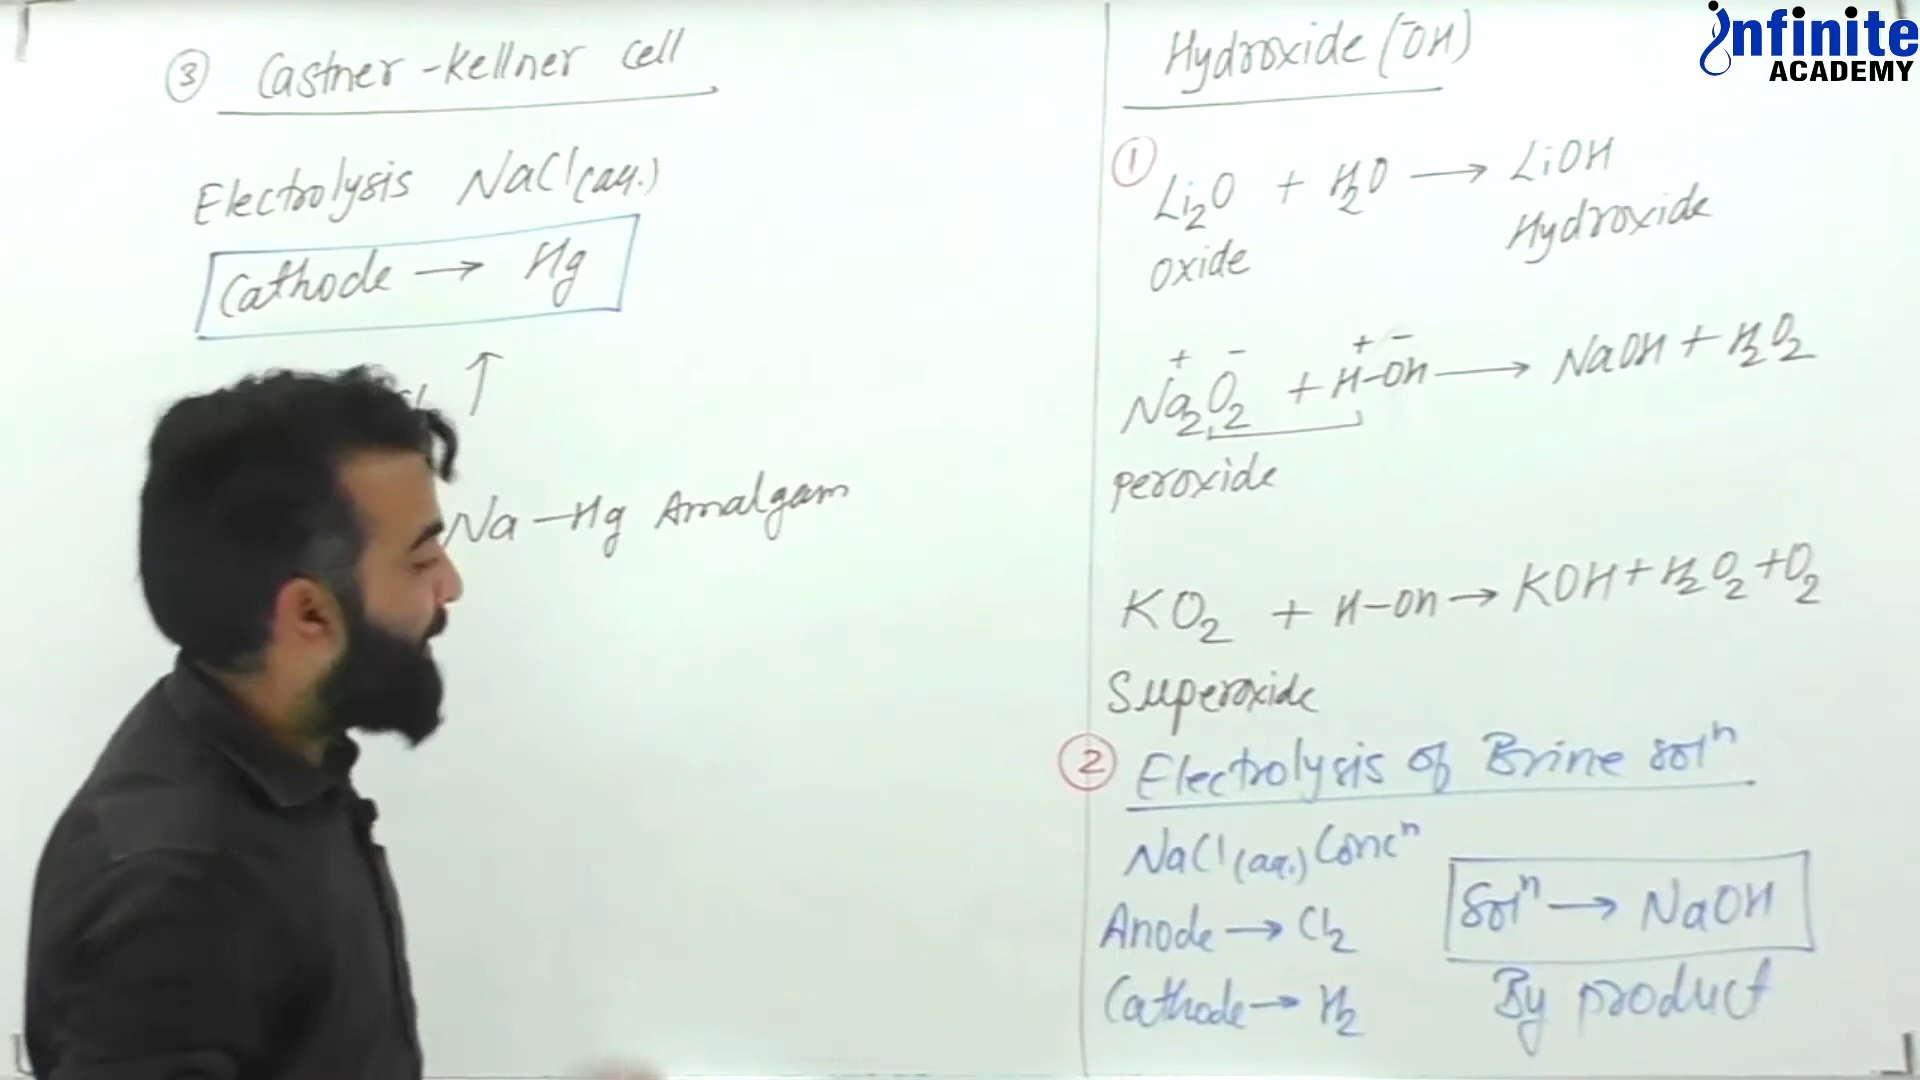 ③ Castner-Kellner Cell
Electrolysis NaCl(aq.)
Cathode → Hg
↑
Na-Hg Amalgam
Hydroxide (ŌH)
① Li₂O + H₂O → LiOH
oxide Hydroxide
+ - + -
Na₂O₂ + H-OH → NaOH + H₂O₂
peroxide
KO₂ + H-OH → KOH + H₂O₂ + O₂
Superoxide
② Electrolysis of Brine solⁿ
NaCl(aq.) Concⁿ
Anode → Cl₂
Cathode → H₂
Solⁿ → NaOH
By product
infinite
ACADEMY